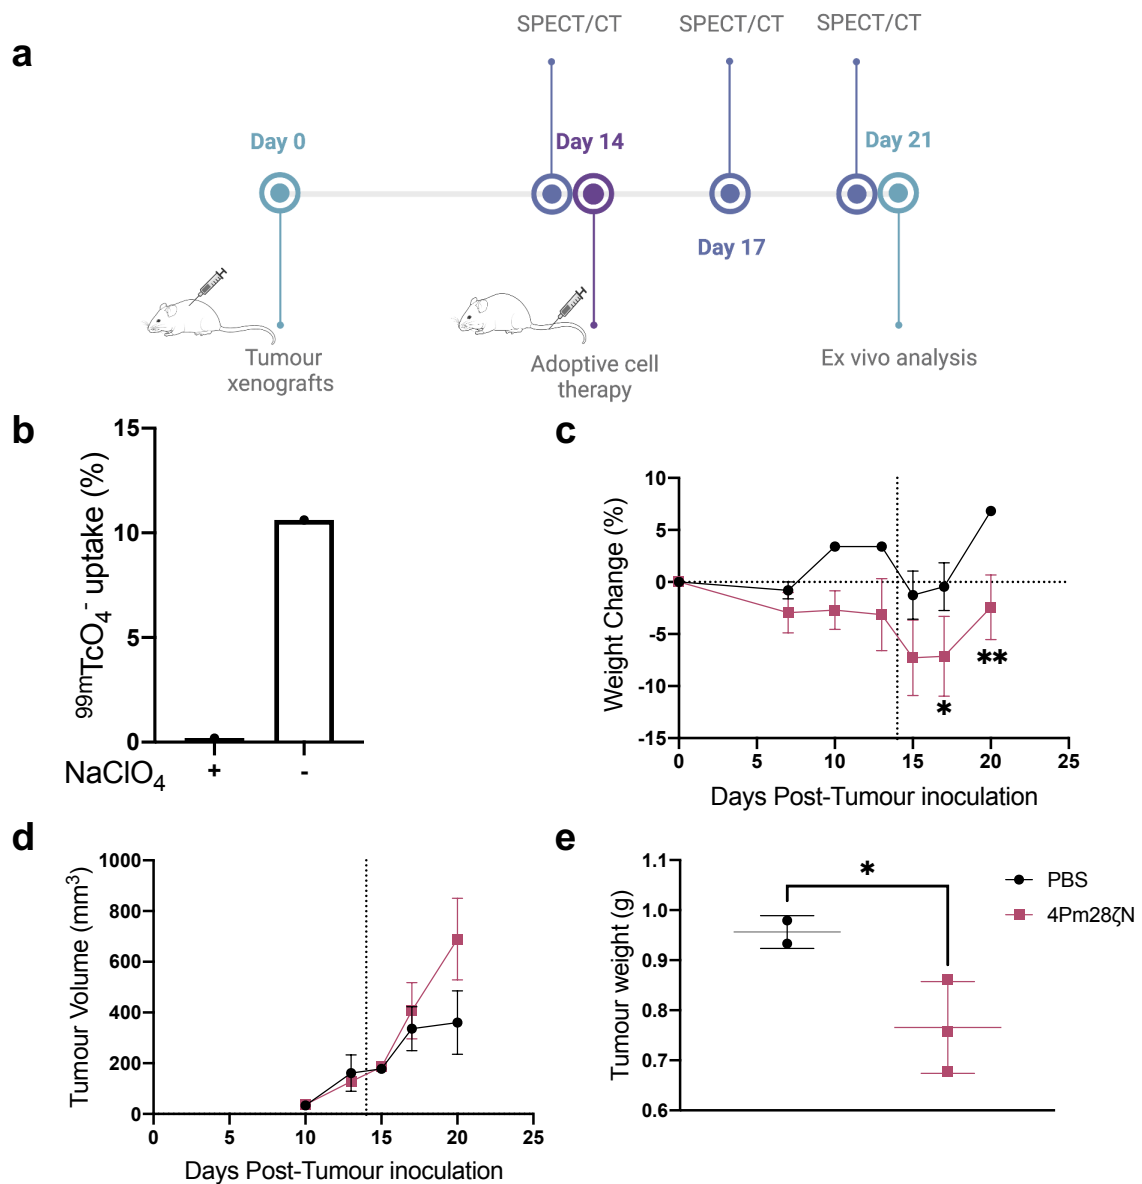 a
SPECT/CT
SPECT/CT
SPECT/CT
Day 0
Day 14
Day 21
Day 17
Tumour
xenografts
Adoptive cell
therapy
Ex vivo analysis
b
99mTcO4- uptake (%)
15
10
5
0
NaClO4
+
-
c
Weight Change (%)
10
5
0
-5
-10
-15
**
*
0
5
10
15
20
25
Days Post-Tumour inoculation
d
Tumour Volume (mm3)
1000
800
600
400
200
0
0
5
10
15
20
25
Days Post-Tumour inoculation
e
Tumour weight (g)
1.1
1.0
0.9
0.8
0.7
0.6
*
PBS
4Pm28ζN